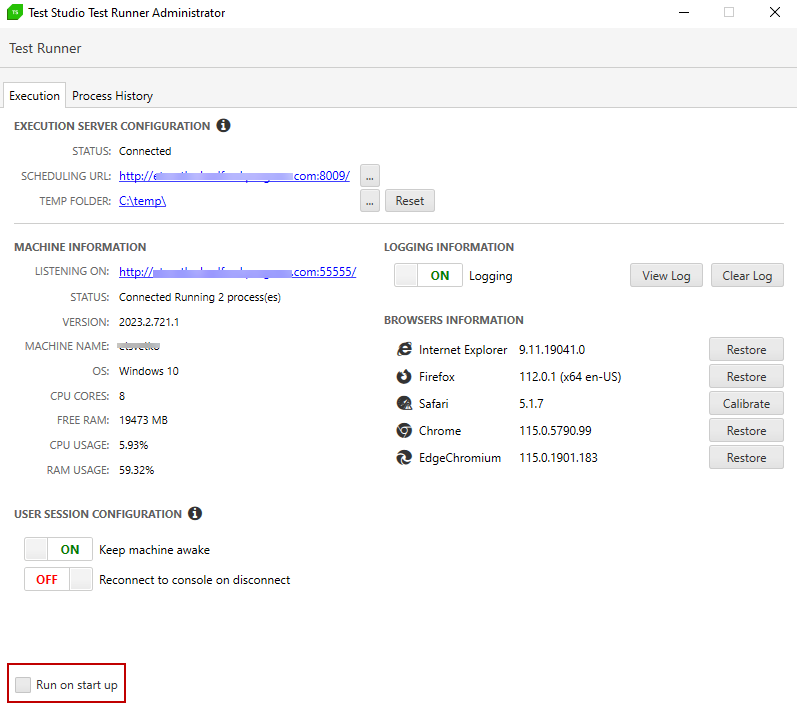 Test Studio Test Runner Administrator
Test Runner
Execution Process History
EXECUTION SERVER CONFIGURATION
STATUS: Connected
SCHEDULING URL: http:// .com:8009/ ...
TEMP FOLDER: C:\temp\ ... Reset
MACHINE INFORMATION
LISTENING ON: http:// .com:55555/
STATUS: Connected Running 2 process(es)
VERSION: 2023.2.721.1
MACHINE NAME:
OS: Windows 10
CPU CORES: 8
FREE RAM: 19473 MB
CPU USAGE: 5.93%
RAM USAGE: 59.32%
LOGGING INFORMATION
ON Logging View Log Clear Log
BROWSERS INFORMATION
Internet Explorer 9.11.19041.0 Restore
Firefox 112.0.1 (x64 en-US) Restore
Safari 5.1.7 Calibrate
Chrome 115.0.5790.99 Restore
EdgeChromium 115.0.1901.183 Restore
USER SESSION CONFIGURATION
ON Keep machine awake
OFF Reconnect to console on disconnect
Run on start up